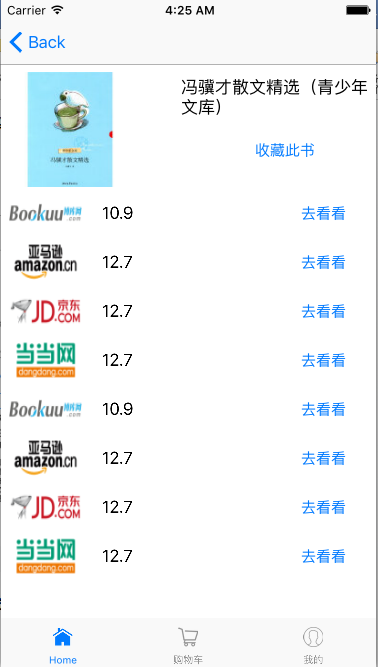 Carrier 4:25 AM
Back
冯骥才散文精选（青少年
文库）
冯骥才散文精选
收藏此书
Bookuu 博库网 10.9 去看看
亚马逊
amazon.cn 12.7 去看看
JD 京东
.COM 12.7 去看看
当当网
dangdang.com 12.7 去看看
Bookuu 博库网 10.9 去看看
亚马逊
amazon.cn 12.7 去看看
JD 京东
.COM 12.7 去看看
当当网
dangdang.com 12.7 去看看
Home 购物车 我的